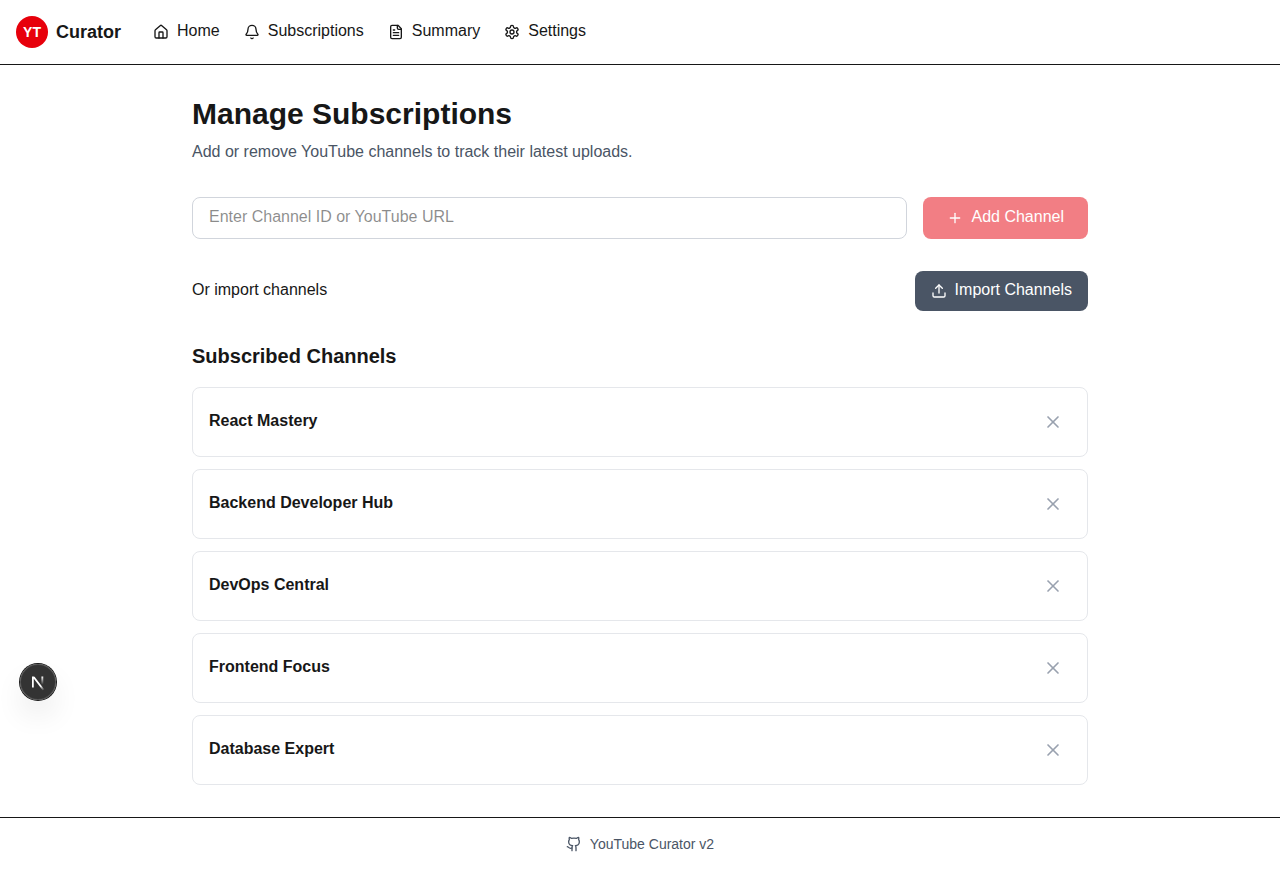 YT Curator Home Subscriptions Summary Settings
Manage Subscriptions
Add or remove YouTube channels to track their latest uploads.
Enter Channel ID or YouTube URL Add Channel
Or import channels Import Channels
Subscribed Channels
React Mastery
Backend Developer Hub
DevOps Central
Frontend Focus
N
Database Expert
YouTube Curator v2